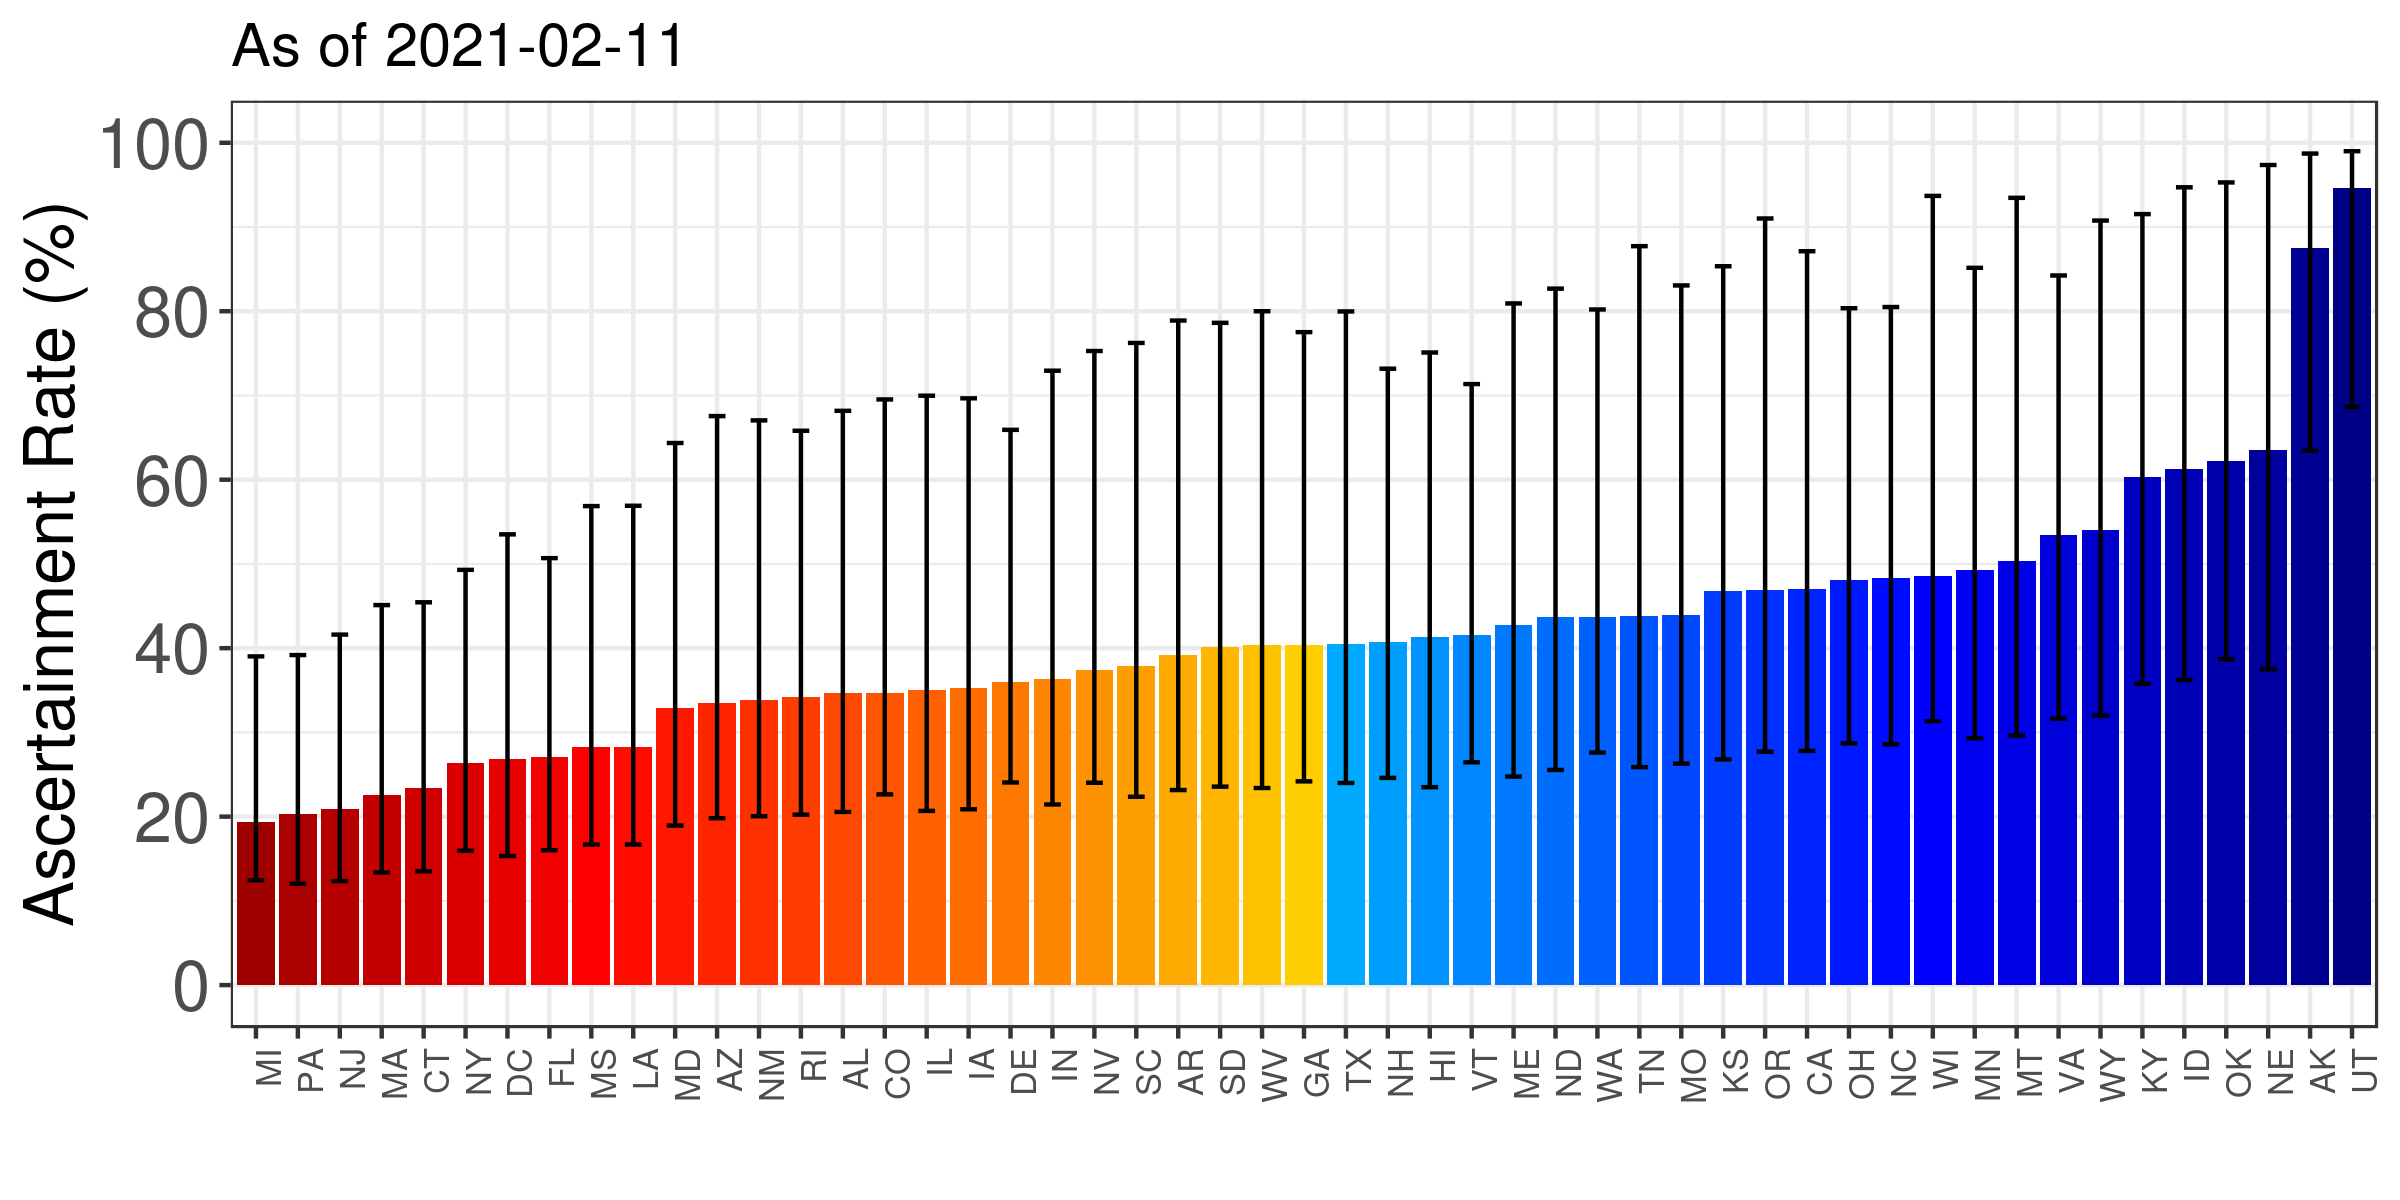 As of 2021-02-11
Ascertainment Rate (%)
100
80
60
40
20
0
MI PA NJ MA CT NY DC FL MS LA MD AZ NM RI AL CO IL IA DE IN NV SC AR SD WV GA TX NH HI VT ME ND WA TN MO KS OR CA OH NC WI MN MT VA WY KY ID OK NE AK UT